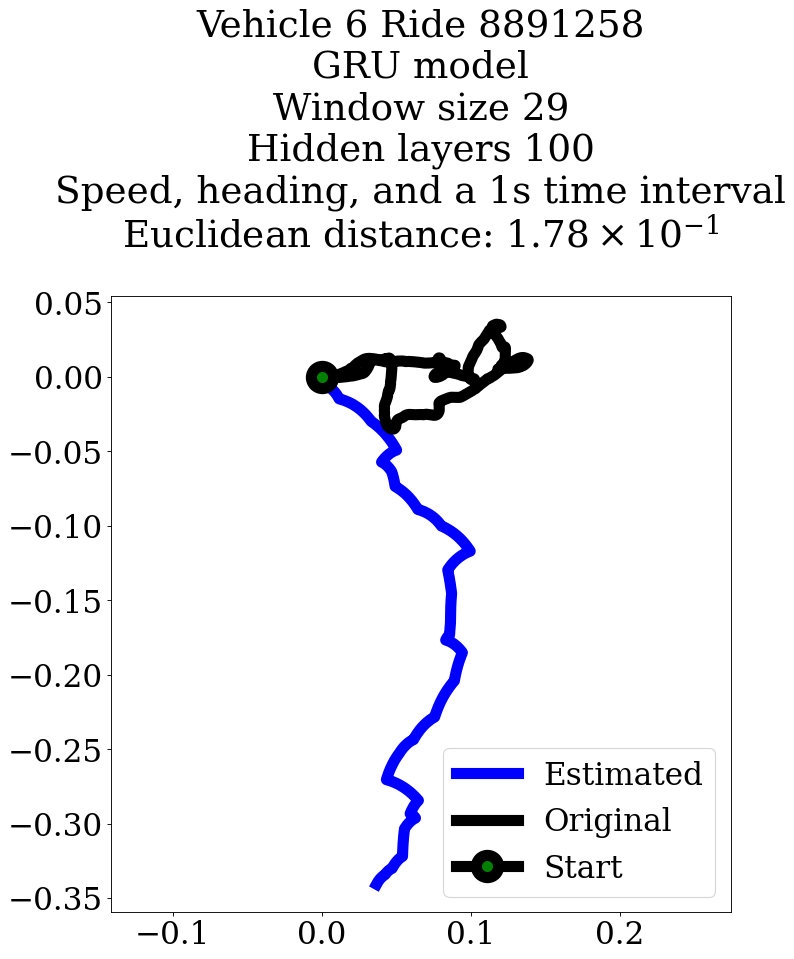 Vehicle 6 Ride 8891258
GRU model
Window size 29
Hidden layers 100
Speed, heading, and a 1s time interval
Euclidean distance: 1.78 × 10⁻¹
0.05
0.00
−0.05
−0.10
−0.15
−0.20
−0.25
−0.30
−0.35
Estimated
Original
Start
−0.1
0.0
0.1
0.2